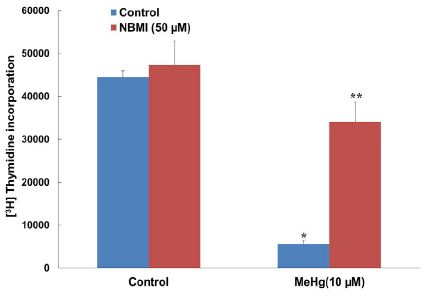 Control
NBMI (50 µM)
[³H] Thymidine incorporation
60000
50000
40000
30000
20000
10000
0
*
**
Control
MeHg(10 µM)